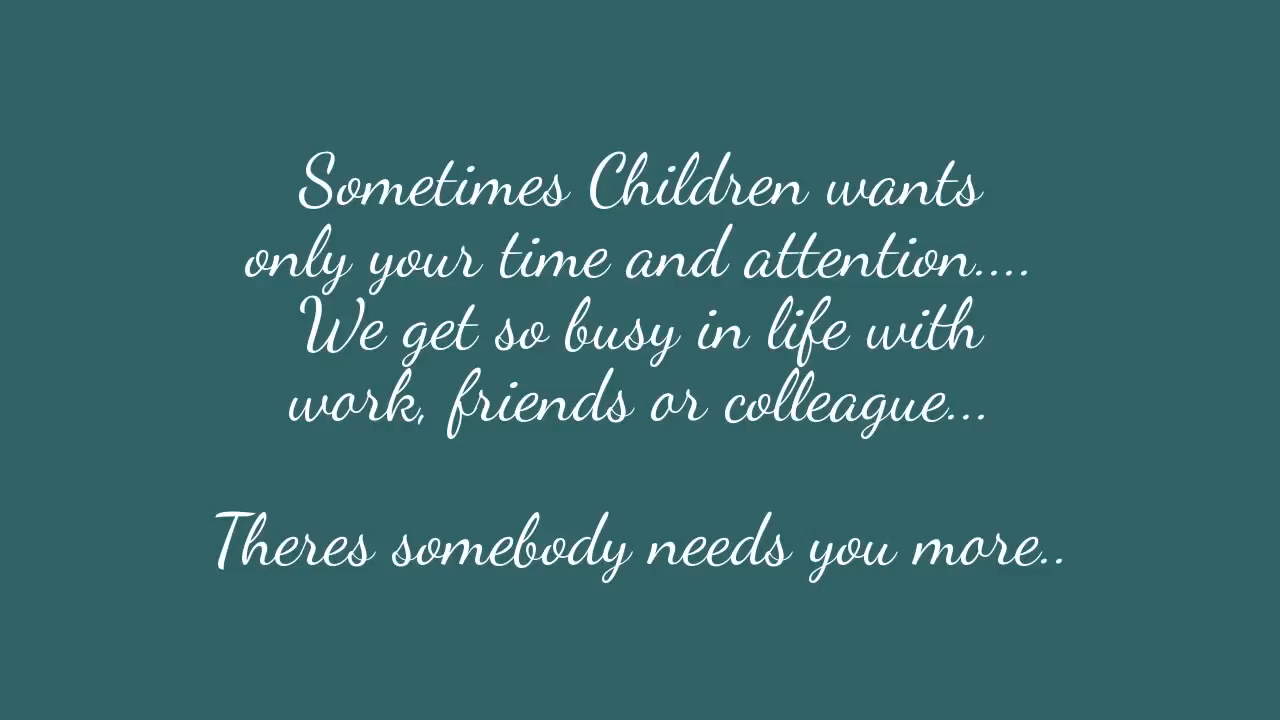 Sometimes Children wants
only your time and attention....
We get so busy in life with
work, friends or colleague...
Theres somebody needs you more..